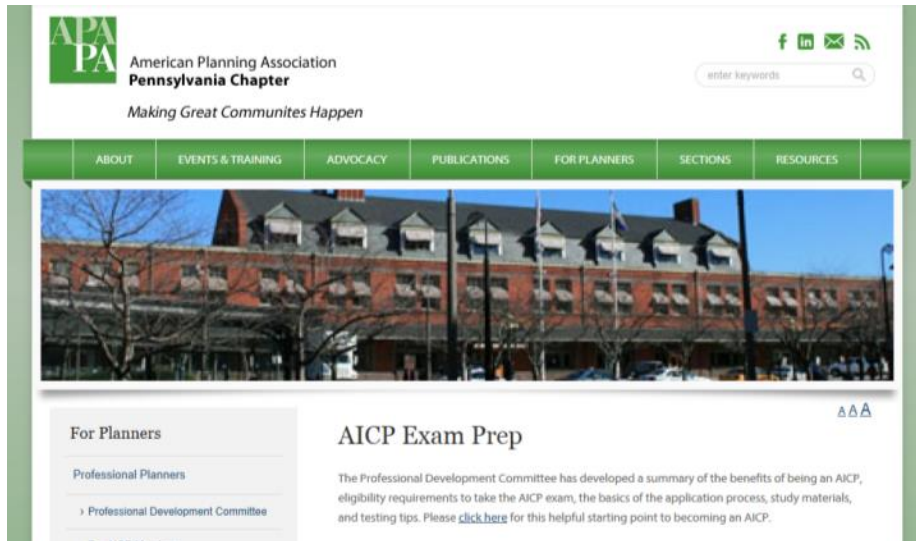 APA
PA
American Planning Association
Pennsylvania Chapter
Making Great Communites Happen
enter keywords
ABOUT EVENTS & TRAINING ADVOCACY PUBLICATIONS FOR PLANNERS SECTIONS RESOURCES
A A A
For Planners
Professional Planners
› Professional Development Committee
AICP Exam Prep
The Professional Development Committee has developed a summary of the benefits of being an AICP,
eligibility requirements to take the AICP exam, the basics of the application process, study materials,
and testing tips. Please click here for this helpful starting point to becoming an AICP.